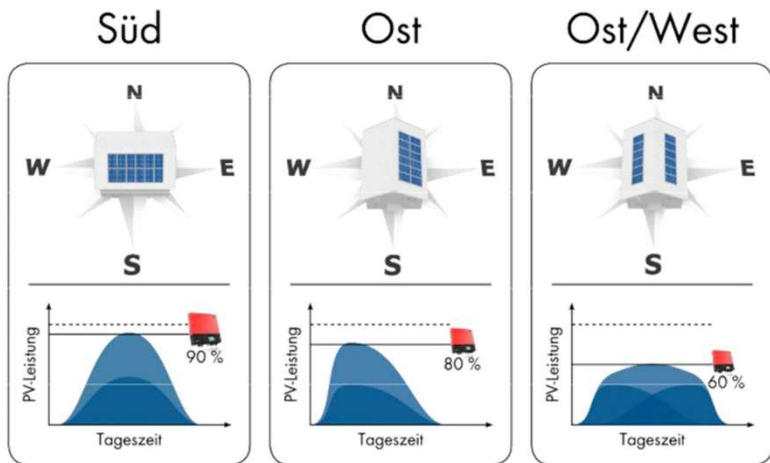 Süd
Ost
Ost/West
N
W
E
S
N
W
E
S
N
W
E
S
PV-Leistung
90 %
Tageszeit
PV-Leistung
80 %
Tageszeit
PV-Leistung
60 %
Tageszeit